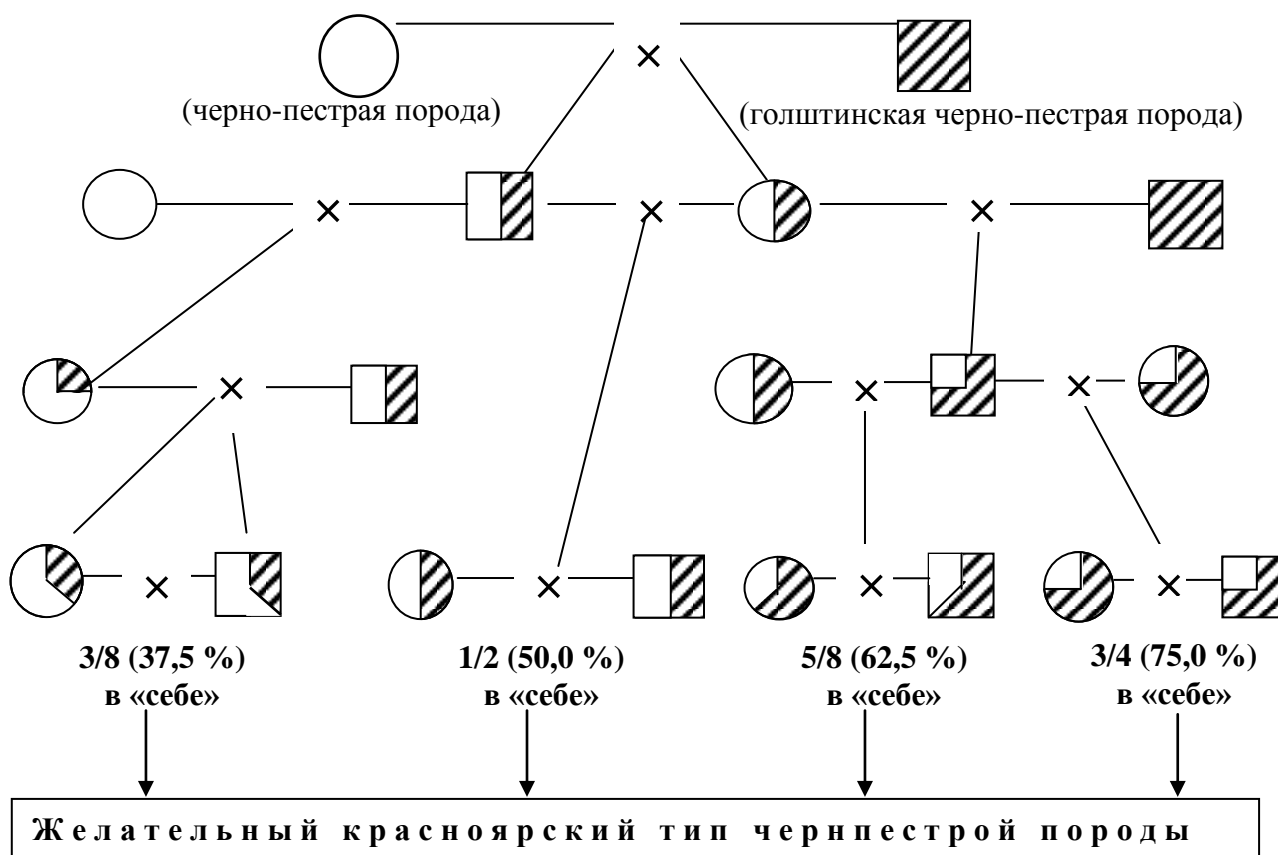 (черно-пестрая порода)
(голштинская черно-пестрая порода)
3/8 (37,5 %)
в «себе»
1/2 (50,0 %)
в «себе»
5/8 (62,5 %)
в «себе»
3/4 (75,0 %)
в «себе»
Желательный красноярский тип чернпестрой породы